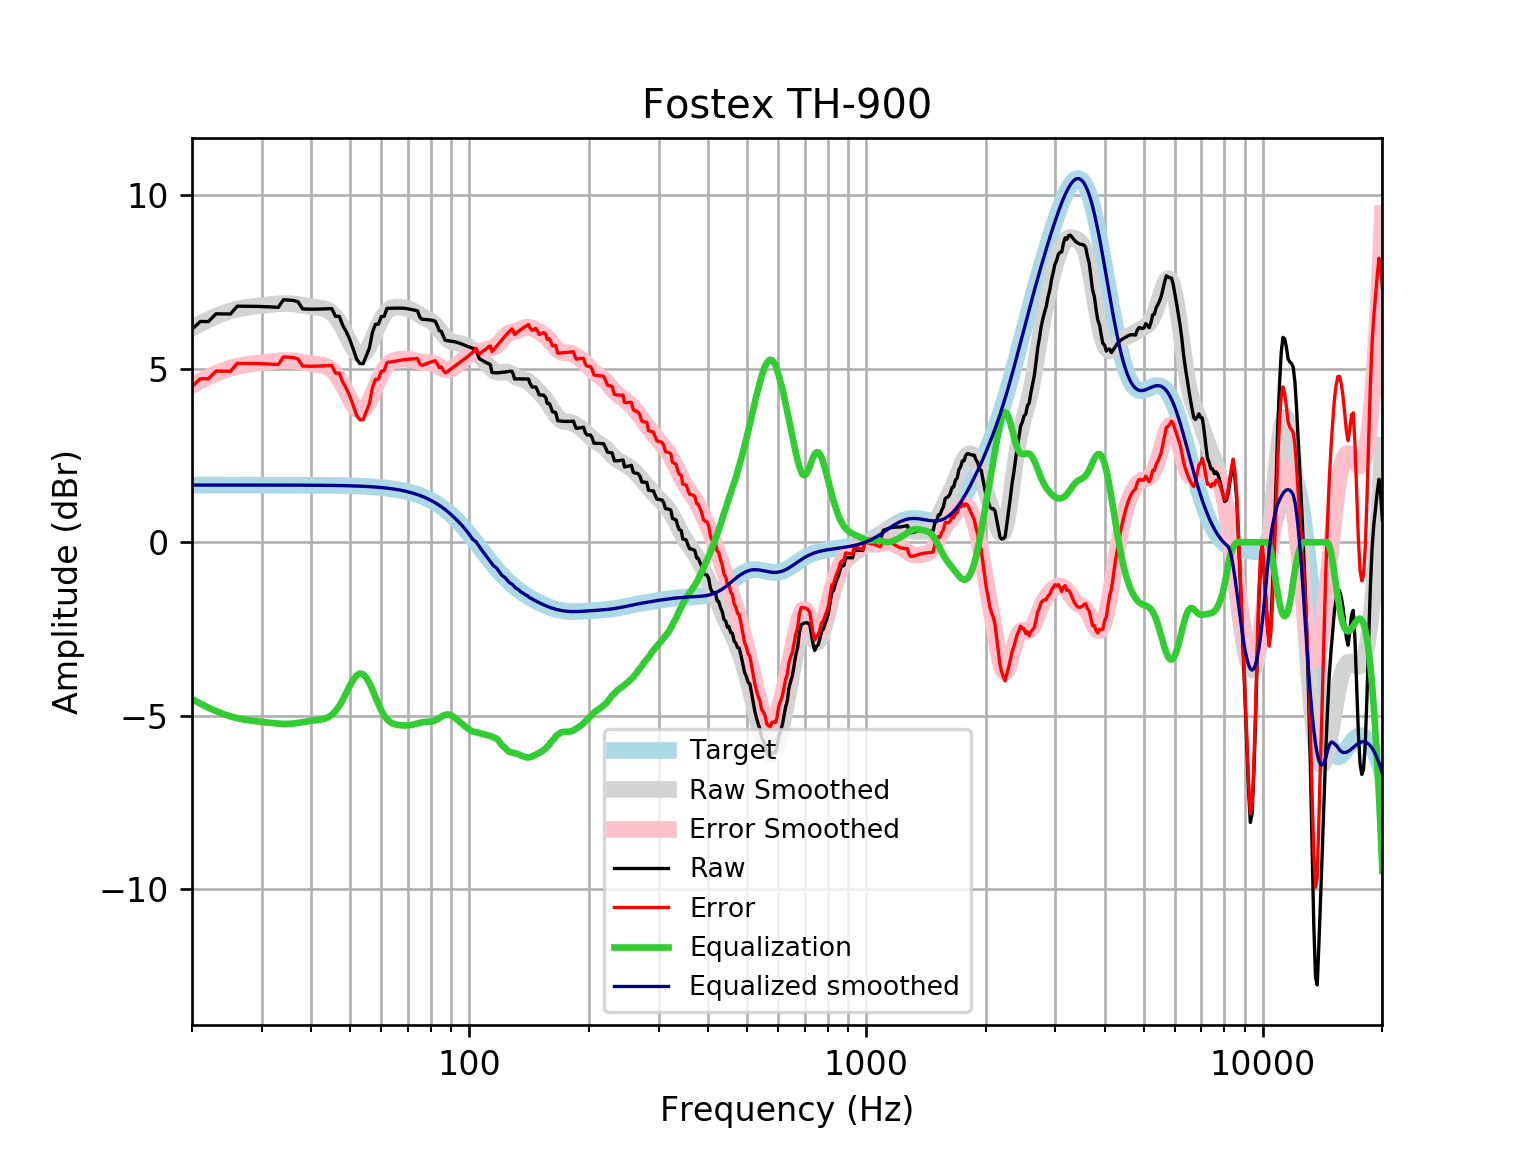 Fostex TH-900
Amplitude (dBr)
10
5
0
−5
−10
Target
Raw Smoothed
Error Smoothed
Raw
Error
Equalization
Equalized smoothed
100 1000 10000
Frequency (Hz)